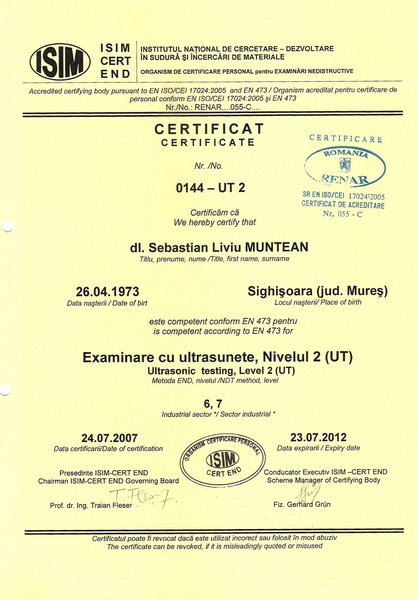 ISIM
ISIM
CERT
END
INSTITUTUL NAȚIONAL DE CERCETARE – DEZVOLTARE
ÎN SUDURĂ ȘI ÎNCERCĂRI DE MATERIALE
ORGANISM DE CERTIFICARE PERSONAL pentru EXAMINĂRI NEDISTRUCTIVE
Accredited certifying body pursuant to EN ISO/CEI 17024:2005 and EN 473 / Organism acreditat pentru certificare de
personal conform EN ISO/CEI 17024:2005 și EN 473
Nr./No.: RENAR....055-C....
CERTIFICAT
CERTIFICATE
Nr. /No.
0144 – UT 2
CERTIFICARE
ROMANIA
RENAR
SR EN ISO/CEI 17024:2005
CERTIFICAT DE ACREDITARE
Nr. 055 - C
Certificăm că
We hereby certify that
dl. Sebastian Liviu MUNTEAN
Titlu, prenume, nume /Title, first name, surname
26.04.1973
Data nașterii / Date of birt
Sighișoara (jud. Mureș)
Locul nașterii/ Place of birth
este competent conform EN 473 pentru
is competent according to EN 473 for
Examinare cu ultrasunete, Nivelul 2 (UT)
Ultrasonic testing, Level 2 (UT)
Metoda END, nivelul /NDT method, level
6, 7
Industrial sector */ Sector industrial *
24.07.2007
Data certificarii/Date of certification
ORGANISM CERTIFICARE PERSONAL
ISIM
CERT END
23.07.2012
Data expirarii / Expiry date
Presedinte ISIM-CERT END
Chairman ISIM-CERT END Governing Board
Conducator Executiv ISIM –CERT END
Scheme Manager of Certifying Body
Prof. dr. Ing. Traian Fleser
Fiz. Gerhard Grün
Certificatul poate fi revocat dacă este utilizat incorect sau folosit în mod abuziv
The certificate can be revoked, if it is misleadingly quoted or misused